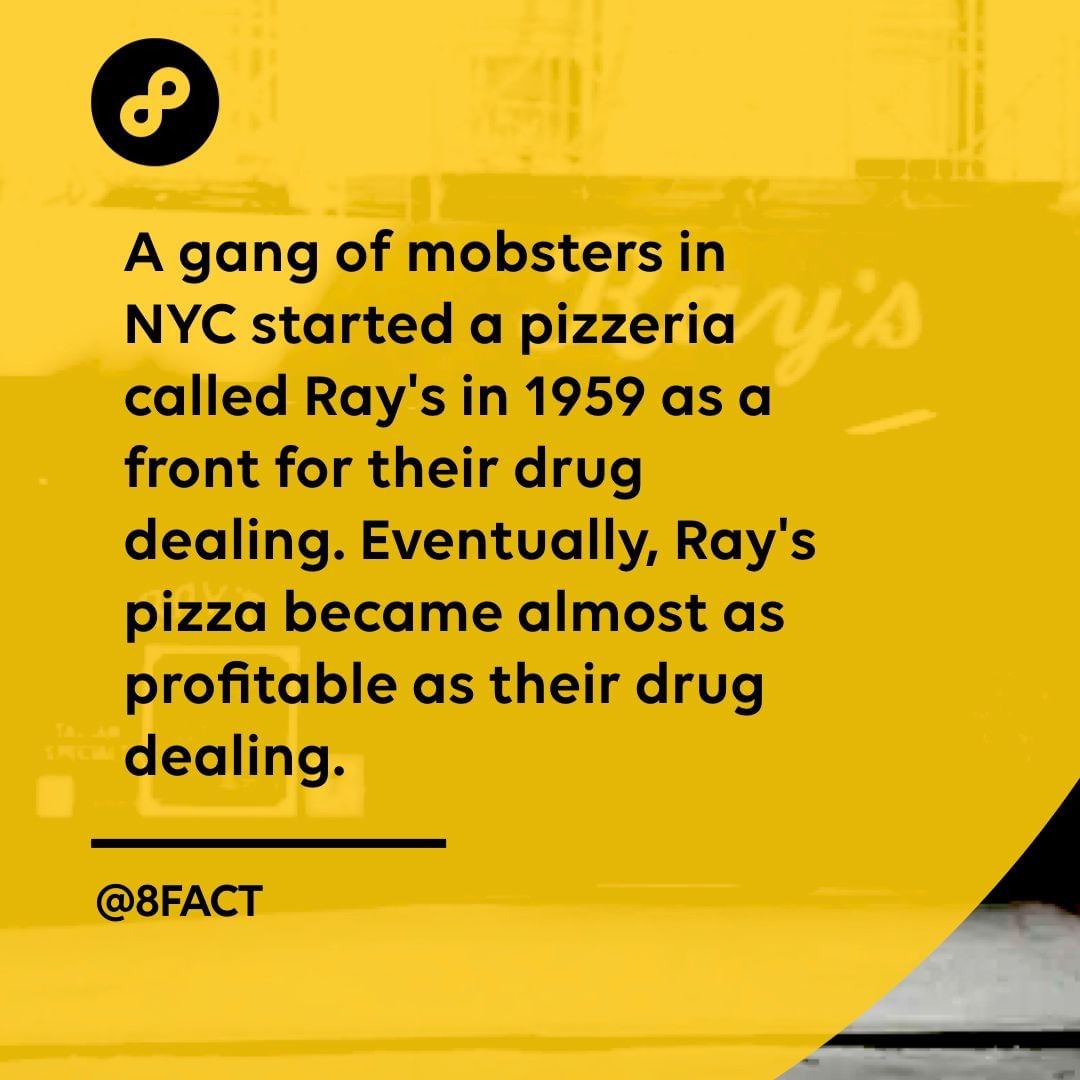 A gang of mobsters in
NYC started a pizzeria
called Ray's in 1959 as a
front for their drug
dealing. Eventually, Ray's
pizza became almost as
profitable as their drug
dealing.
@8FACT
Ray's